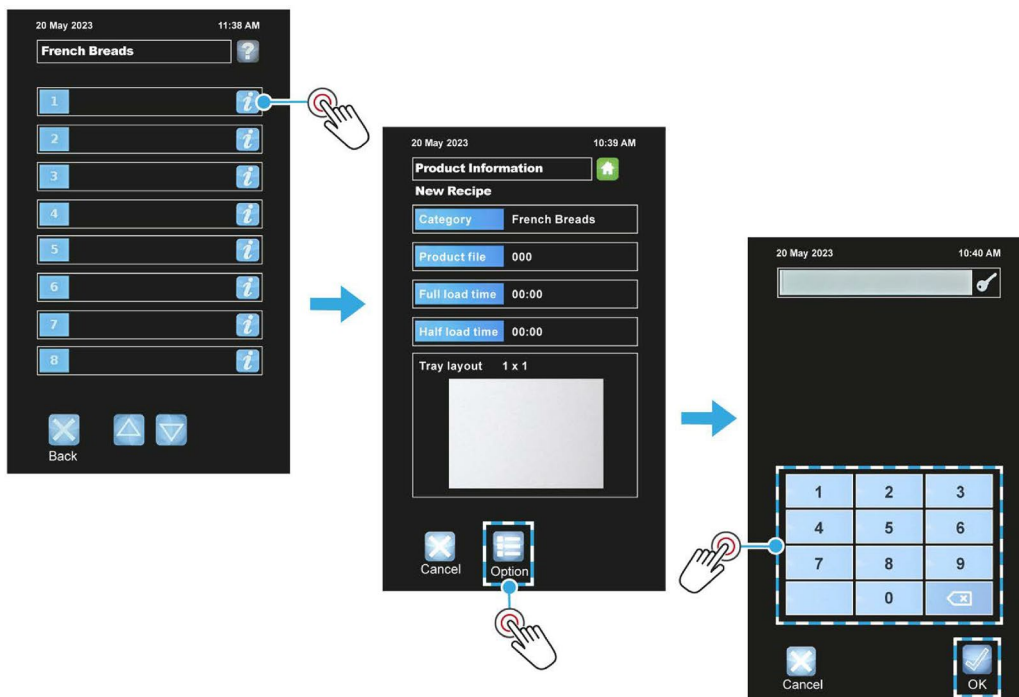 20 May 2023 11:38 AM
French Breads ?
1 i
2 i
3 i
4 i
5 i
6 i
7 i
8 i
Back
20 May 2023 10:39 AM
Product Information
New Recipe
Category French Breads
Product file 000
Full load time 00:00
Half load time 00:00
Tray layout 1 x 1
Cancel Option
20 May 2023 10:40 AM
1 2 3
4 5 6
7 8 9
0
Cancel OK